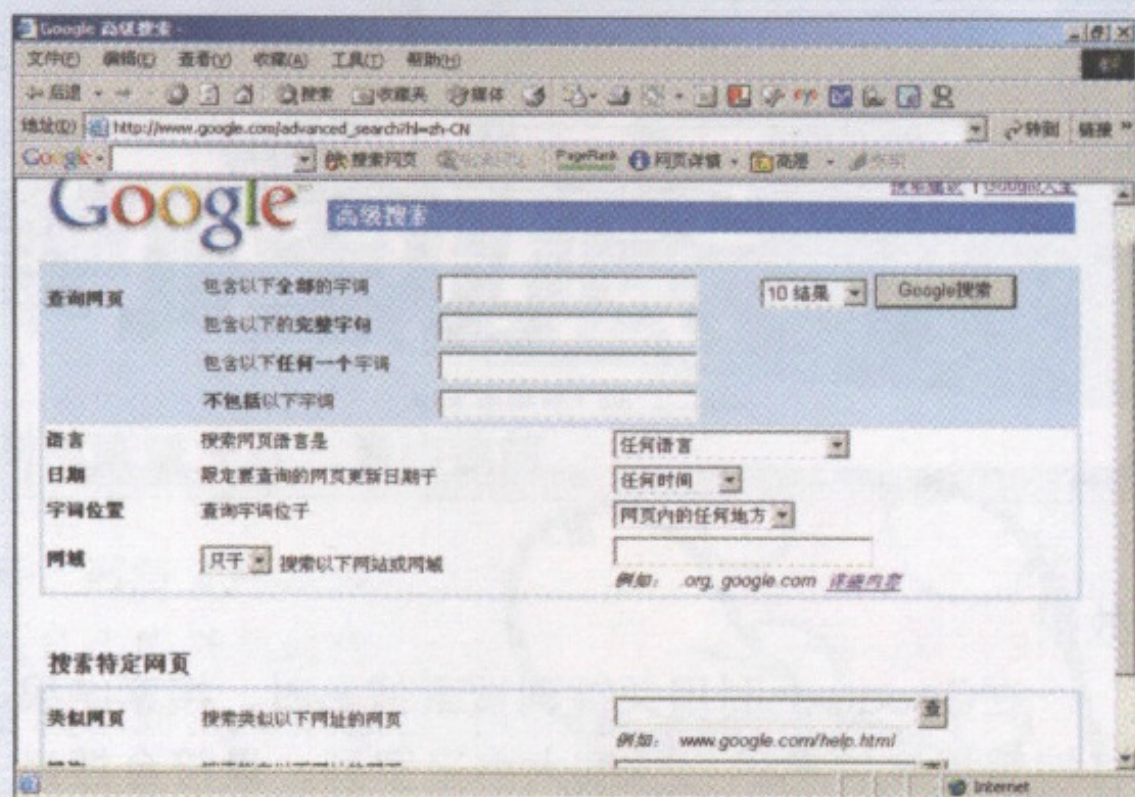 Google 高级搜索
文件(F) 编辑(E) 查看(V) 收藏(A) 工具(T) 帮助(H)
后退 搜索 收藏夹 媒体
地址(D) http://www.google.com/advanced_search?hl=zh-CN 转到 链接 »
Google 搜索网页 PageRank 网页详情 高亮
Google 高级搜索
查询网页 包含以下全部的字词 10 结果 Google搜索
包含以下的完整字句
包含以下任何一个字词
不包括以下字词
语言 搜索网页语言是 任何语言
日期 限定要查询的网页更新日期于 任何时间
字词位置 查询字词位于 网页内的任何地方
网域 只于 搜索以下网站或网域
例如： .org, google.com 详细内容
搜索特定网页
类似网页 搜索类似以下网址的网页 查
例如： www.google.com/help.html
Internet